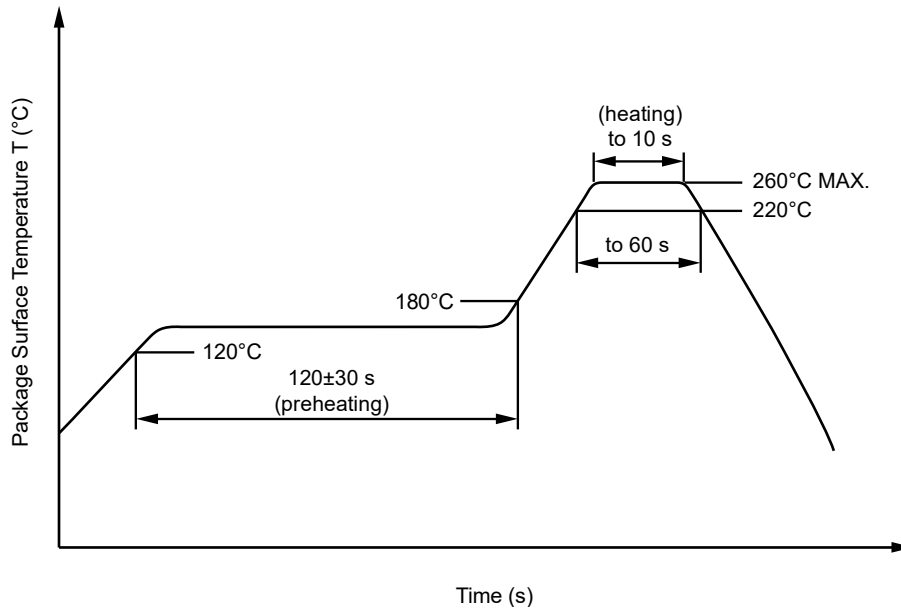 Package Surface Temperature T (°C)
(heating)
to 10 s
260°C MAX.
220°C
to 60 s
180°C
120°C
120±30 s
(preheating)
Time (s)